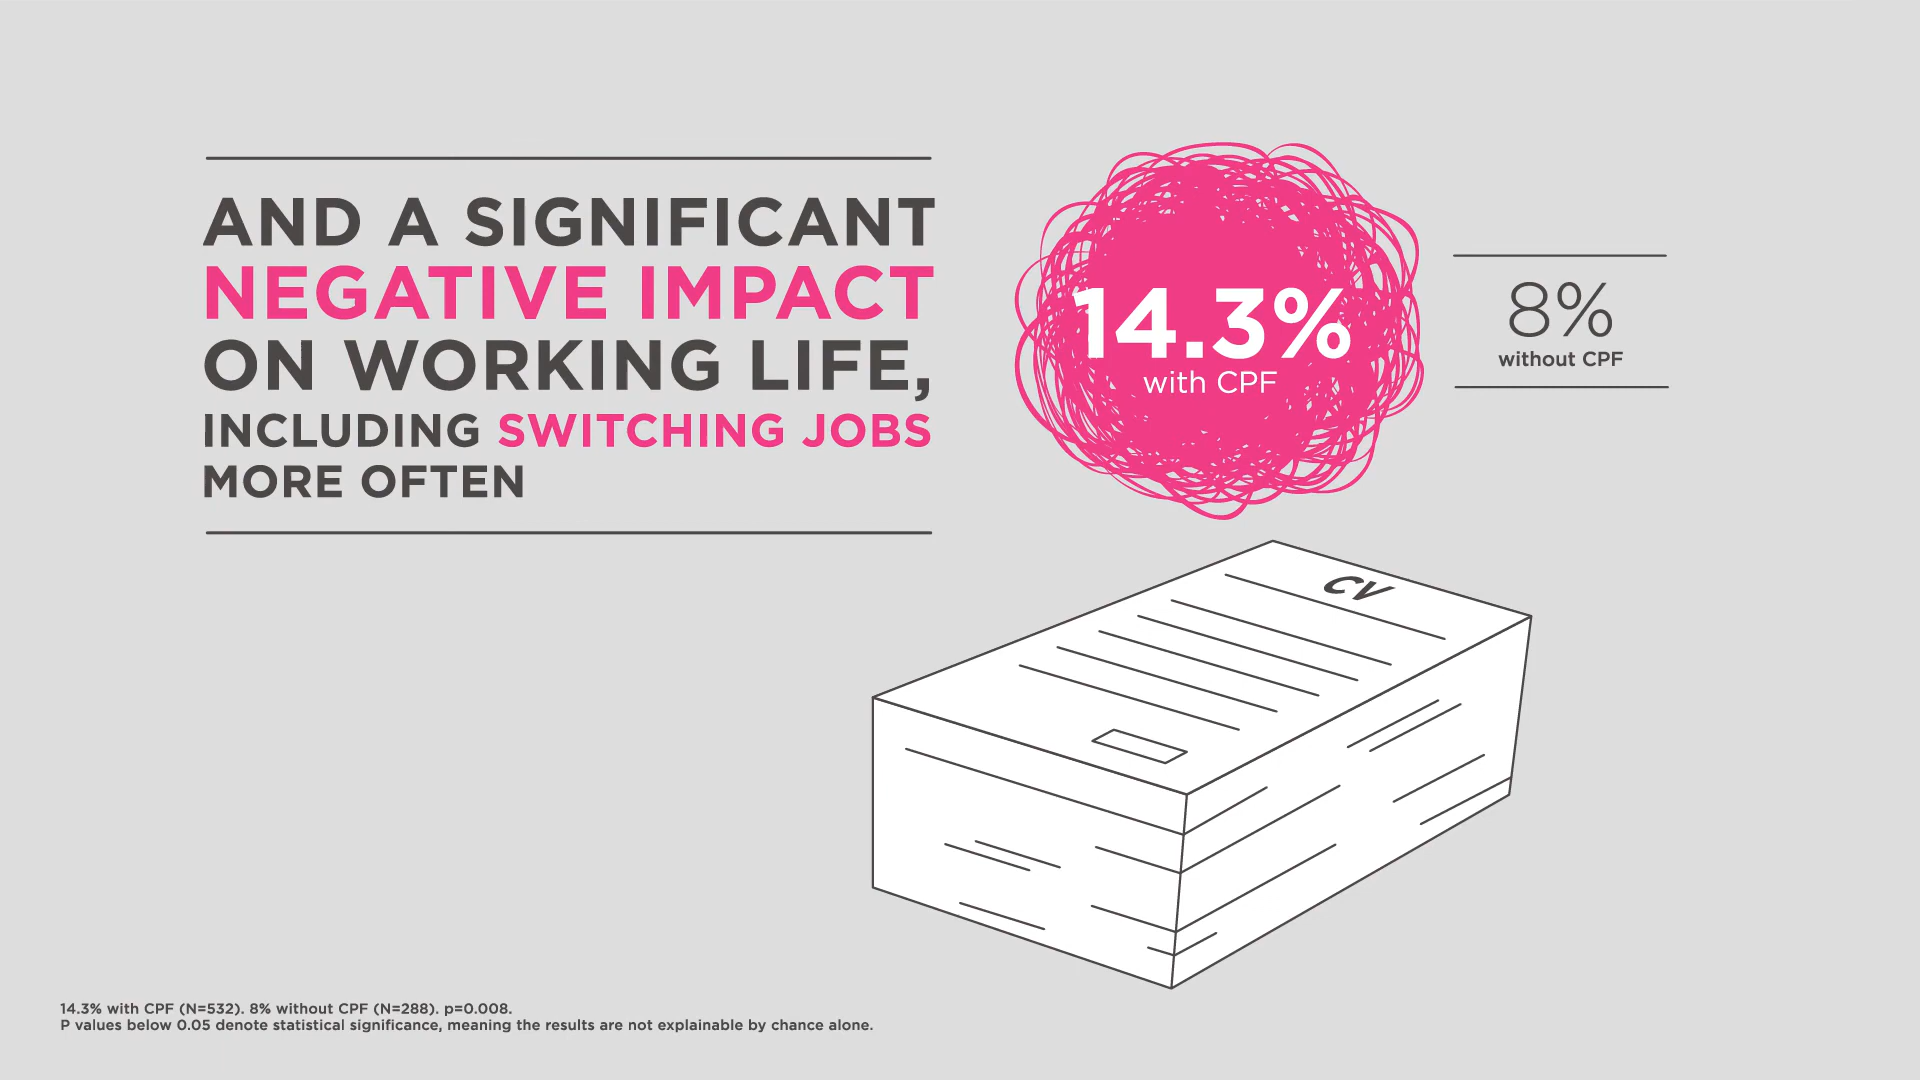 AND A SIGNIFICANT
NEGATIVE IMPACT
ON WORKING LIFE,
INCLUDING SWITCHING JOBS
MORE OFTEN
14.3%
with CPF
8%
without CPF
CV
14.3% with CPF (N=532). 8% without CPF (N=288). p=0.008.
P values below 0.05 denote statistical significance, meaning the results are not explainable by chance alone.